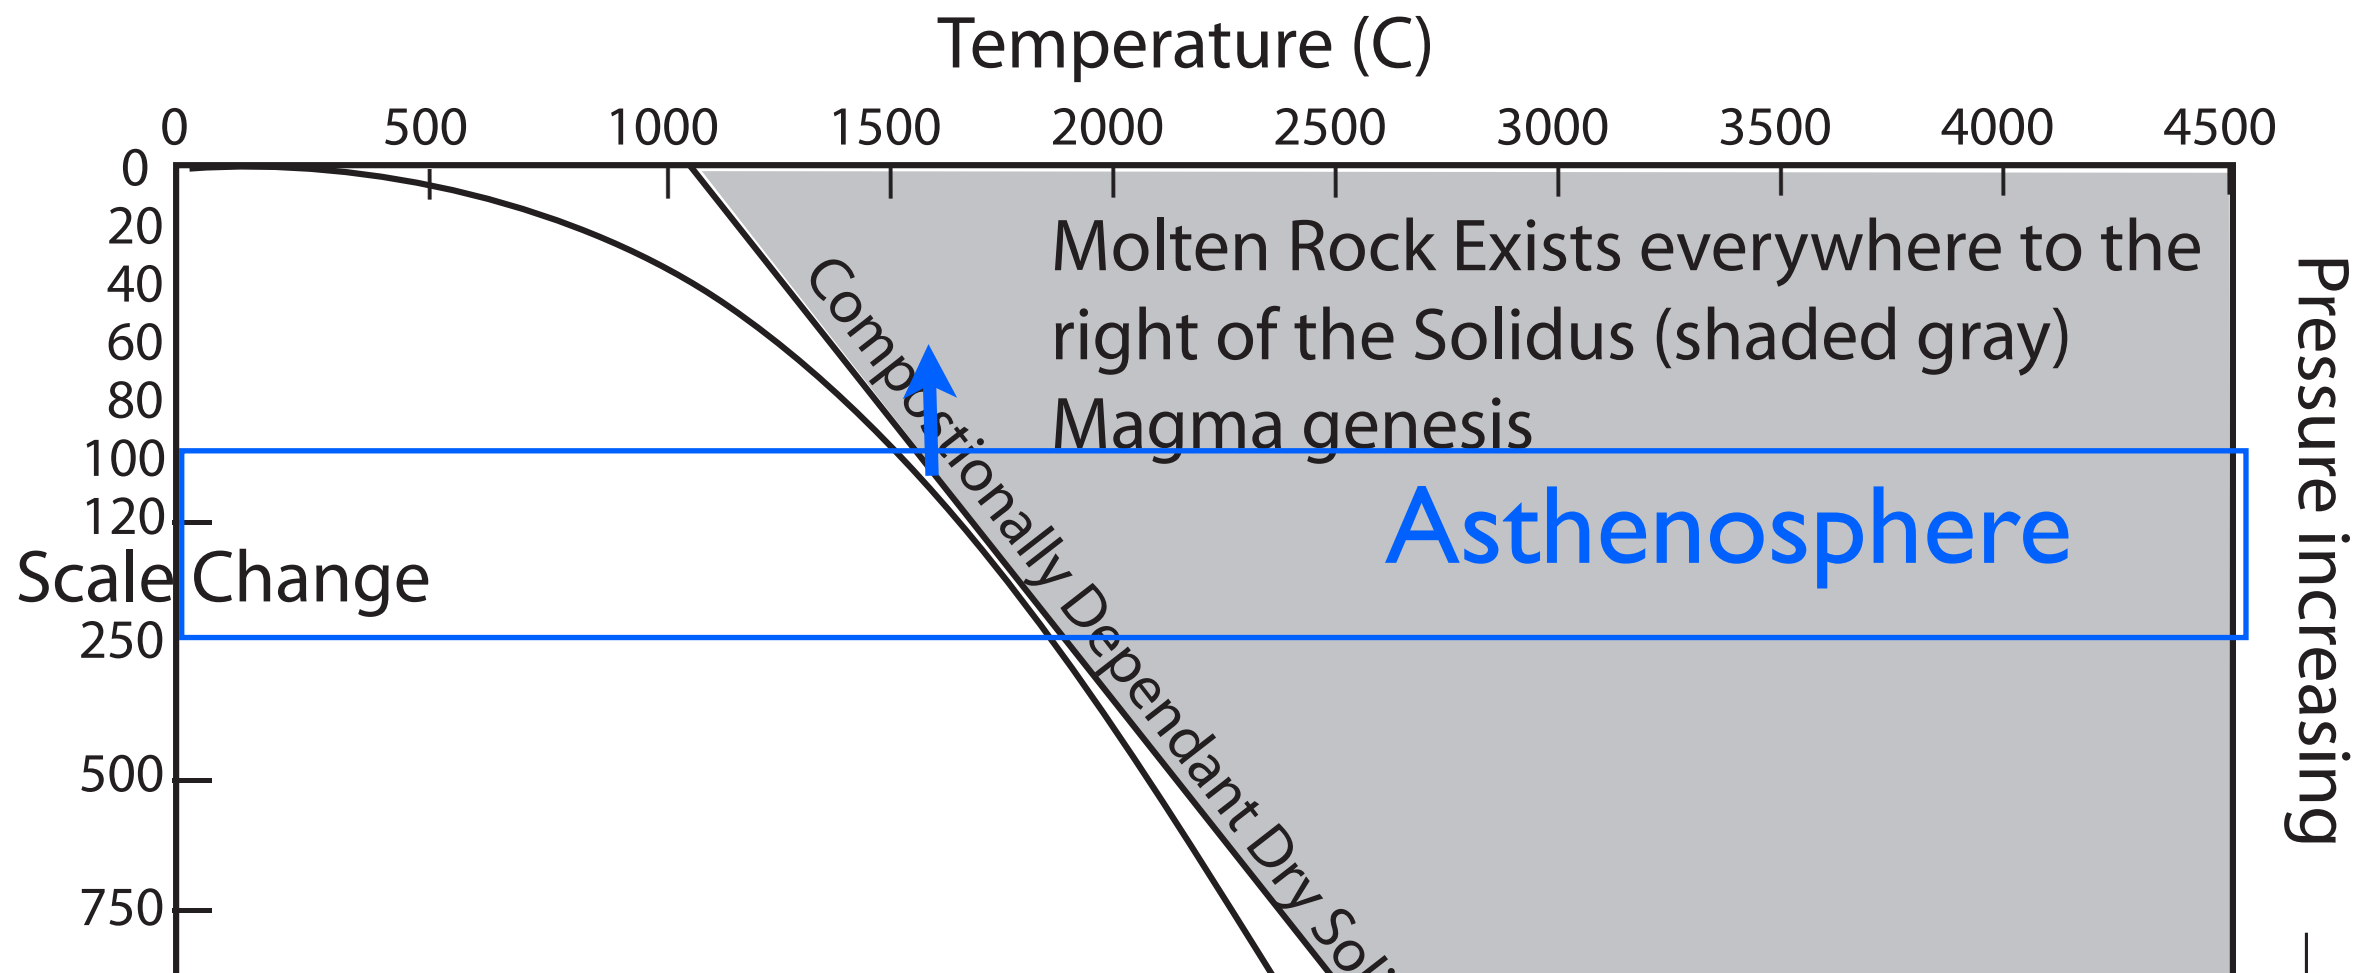 Temperature (C)
0 500 1000 1500 2000 2500 3000 3500 4000 4500
0
20
40
60
80
100
120
Scale Change
250
500
750
Molten Rock Exists everywhere to the
right of the Solidus (shaded gray)
Magma genesis
Asthenosphere
Compostionally Dependant Dry Soli
Pressure increasing